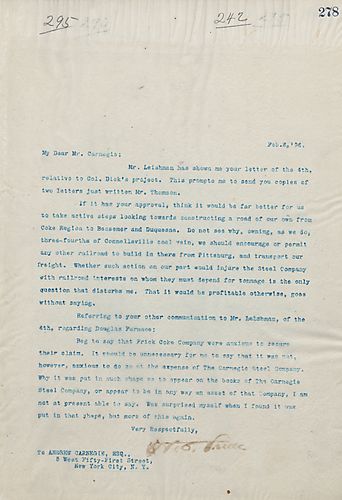 295
242
278
Feb.6,'96.
My Dear Mr. Carnegie:
Mr. Leishman has shown me your letter of the 4th,
relative to Col. Dick's project. This prompts me to send you copies of
two letters just written Mr. Thomson.
If it has your approval, think it would be far better for us
to take active steps looking towards constructing a road of our own from
Coke Region to Bessemer and Duquesne. Do not see why, owning, as we do,
three-fourths of Connellsville coal vein, we should encourage or permit
any other railroad to build in there from Pittsburg, and transport our
freight. Whether such action on our part would injure the Steel Company
with railroad interests on whom they must depend for tonnage is the only
question that disturbs me. That it would be profitable otherwise, goes
without saying.
Referring to your other communication to Mr. Leishman, of the
4th, regarding Douglas Furnace:
Beg to say that Frick Coke Company were anxious to secure
their claim. It should be unnecessary for me to say that it was not,
however, anxious to do so at the expense of The Carnegie Steel Company.
Why it was put in such shape as to appear on the books of The Carnegie
Steel Company, or appear to be in any way an asset of that Company, I am
not at present able to say. Was surprised myself when I found it was
put in that shape, but more of this again.
Very Respectfully,
To ANDREW CARNEGIE, ESQ.,
5 West Fifty-First Street,
New York City, N. Y.